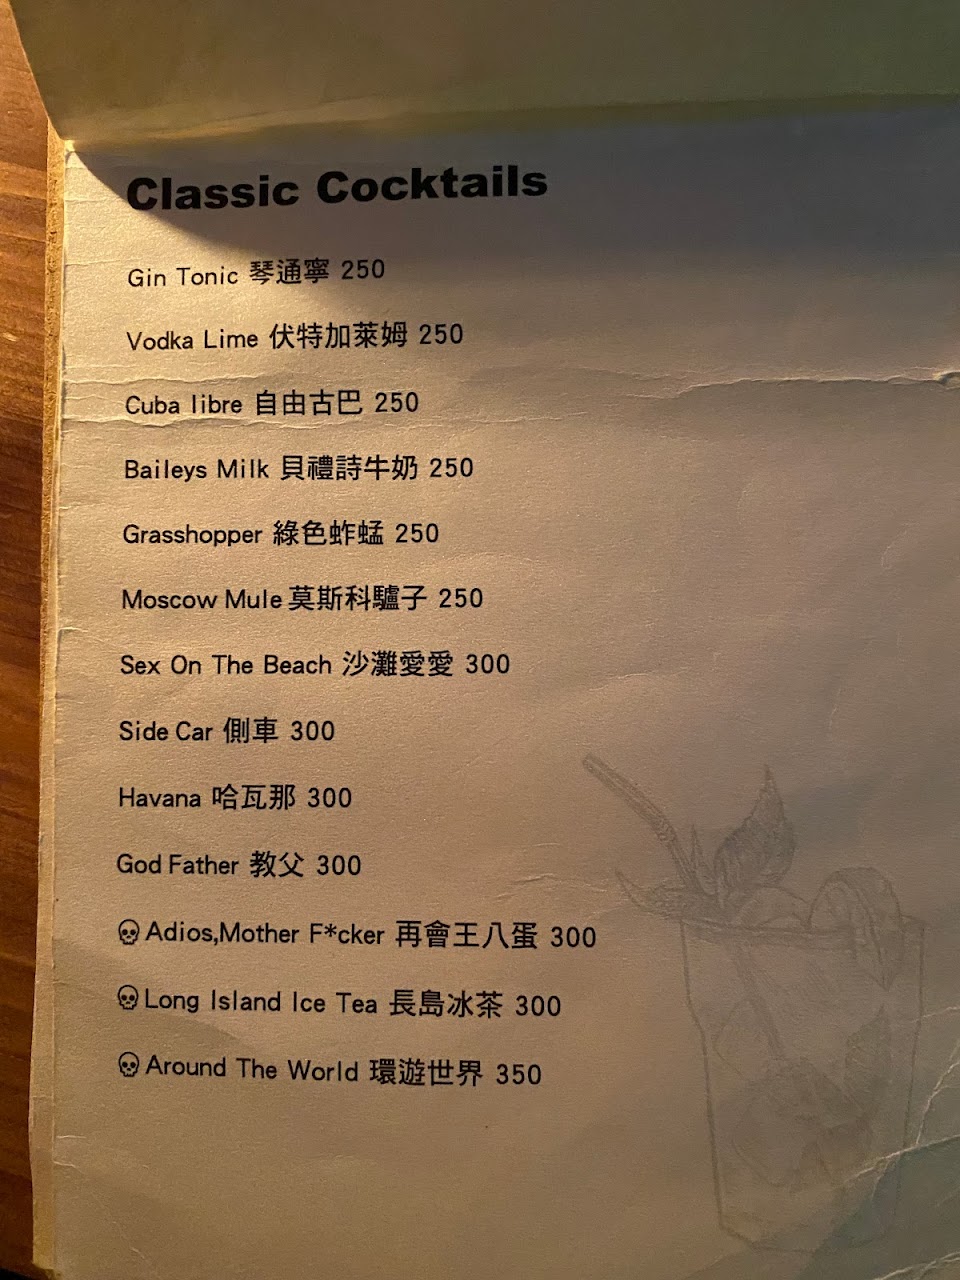 Classic Cocktails
Gin Tonic 琴通寧 250
Vodka Lime 伏特加萊姆 250
Cuba libre 自由古巴 250
Baileys Milk 貝禮詩牛奶 250
Grasshopper 綠色蚱蜢 250
Moscow Mule 莫斯科驢子 250
Sex On The Beach 沙灘愛愛 300
Side Car 側車 300
Havana 哈瓦那 300
God Father 教父 300
Adios,Mother F*cker 再會王八蛋 300
Long Island Ice Tea 長島冰茶 300
Around The World 環遊世界 350